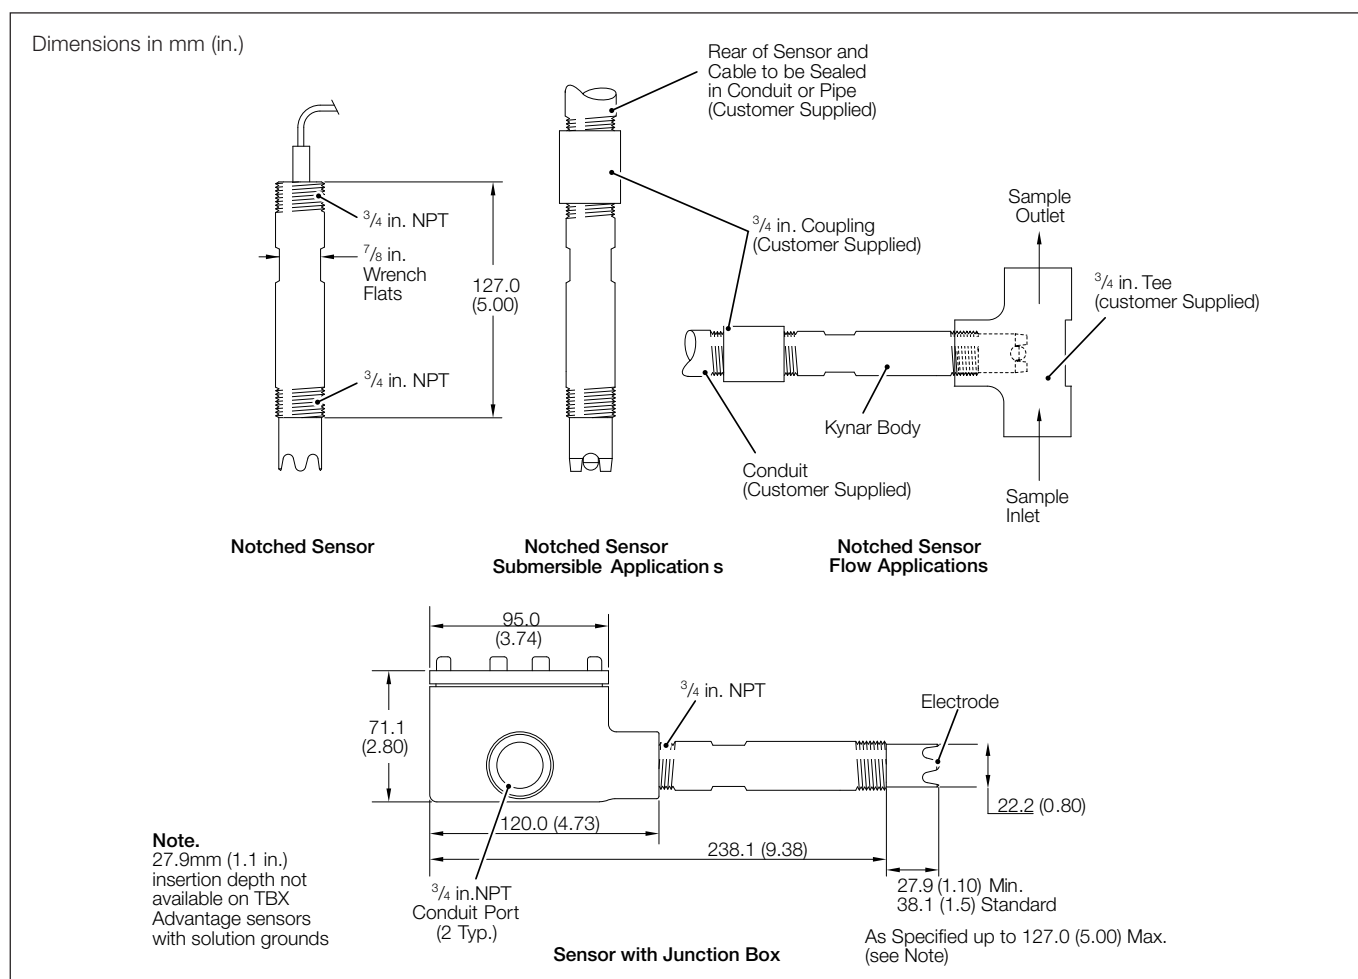 Dimensions in mm (in.)
Rear of Sensor and
Cable to be Sealed
in Conduit or Pipe
(Customer Supplied)
3/4 in. NPT
7/8 in.
Wrench
Flats
127.0
(5.00)
3/4 in. NPT
3/4 in. Coupling
(Customer Supplied)
Sample
Outlet
3/4 in. Tee
(customer Supplied)
Kynar Body
Conduit
(Customer Supplied)
Sample
Inlet
Notched Sensor
Notched Sensor
Submersible Application s
Notched Sensor
Flow Applications
95.0
(3.74)
71.1
(2.80)
3/4 in. NPT
Electrode
22.2 (0.80)
120.0 (4.73)
238.1 (9.38)
27.9 (1.10) Min.
38.1 (1.5) Standard
As Specified up to 127.0 (5.00) Max.
(see Note)
3/4 in.NPT
Conduit Port
(2 Typ.)
Note.
27.9mm (1.1 in.)
insertion depth not
available on TBX
Advantage sensors
with solution grounds
Sensor with Junction Box